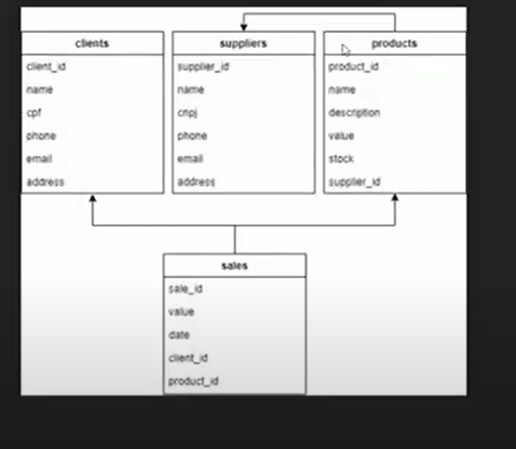 clients
client_id
name
cpf
phone
email
address
suppliers
supplier_id
name
cnpj
phone
email
address
products
product_id
name
description
value
stock
supplier_id
sales
sale_id
value
date
client_id
product_id